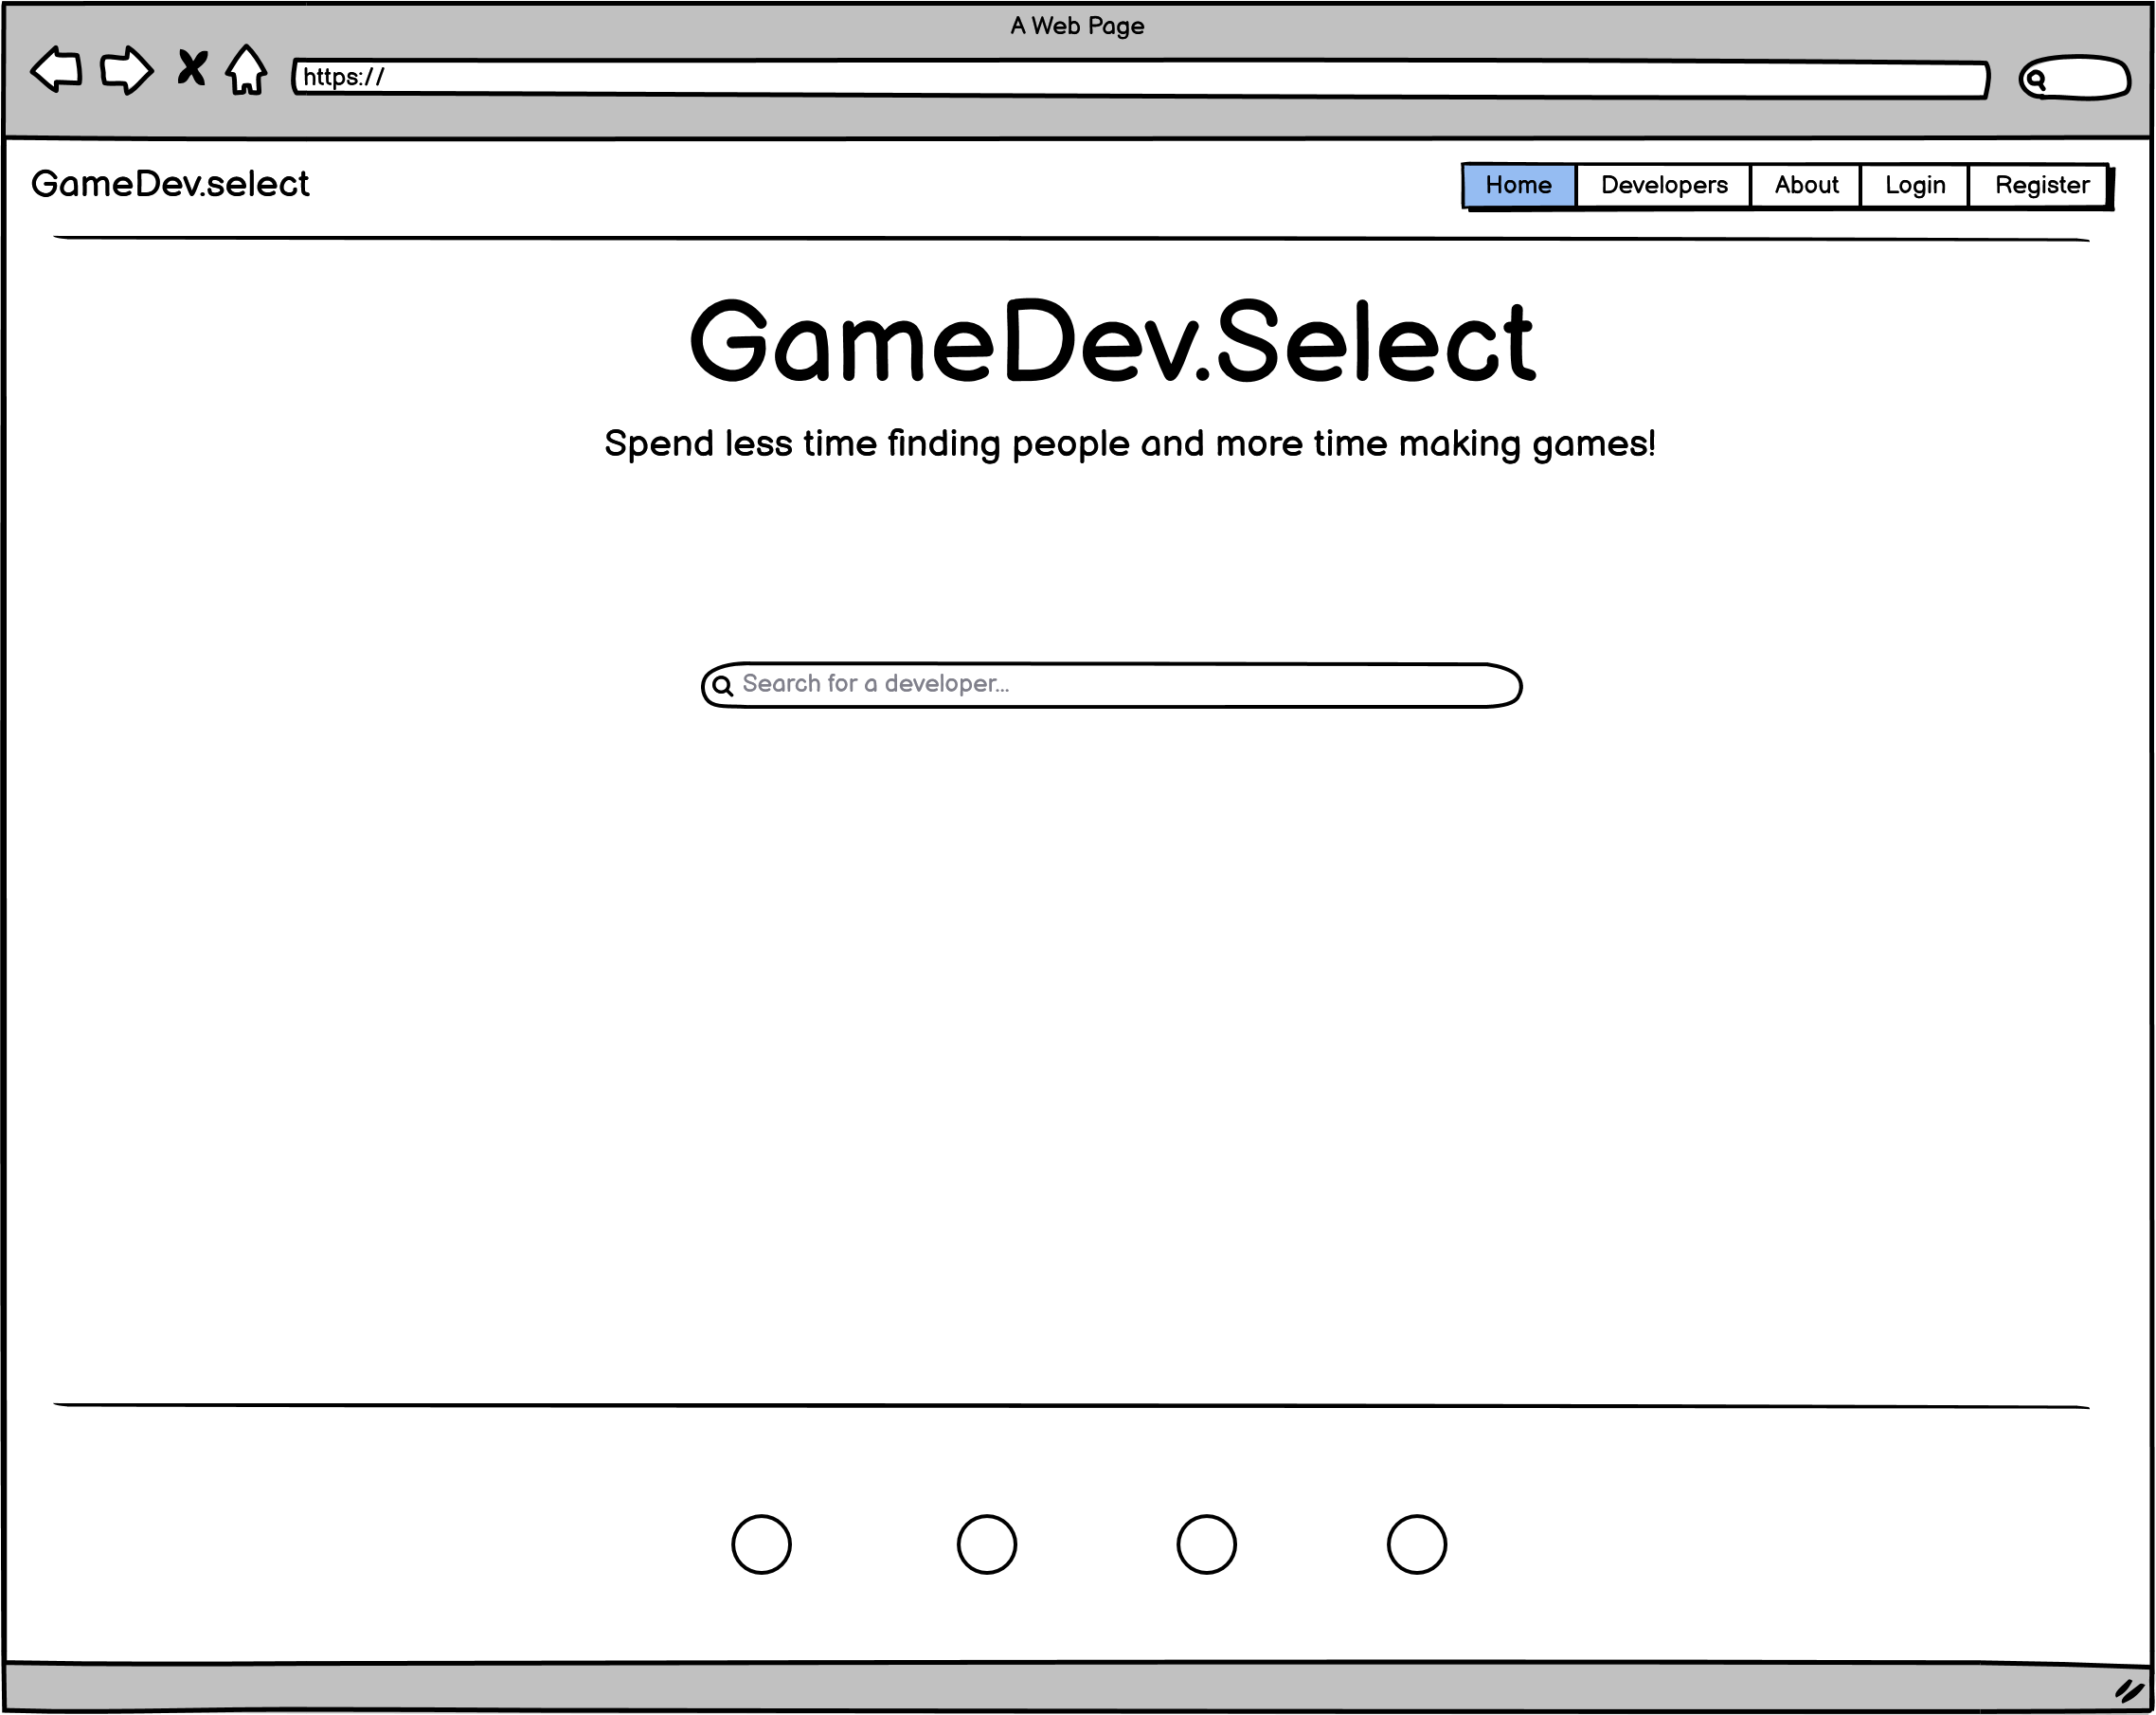 A Web Page
https://
GameDev.select
Home Developers About Login Register
GameDev.Select
Spend less time finding people and more time making games!
Search for a developer...